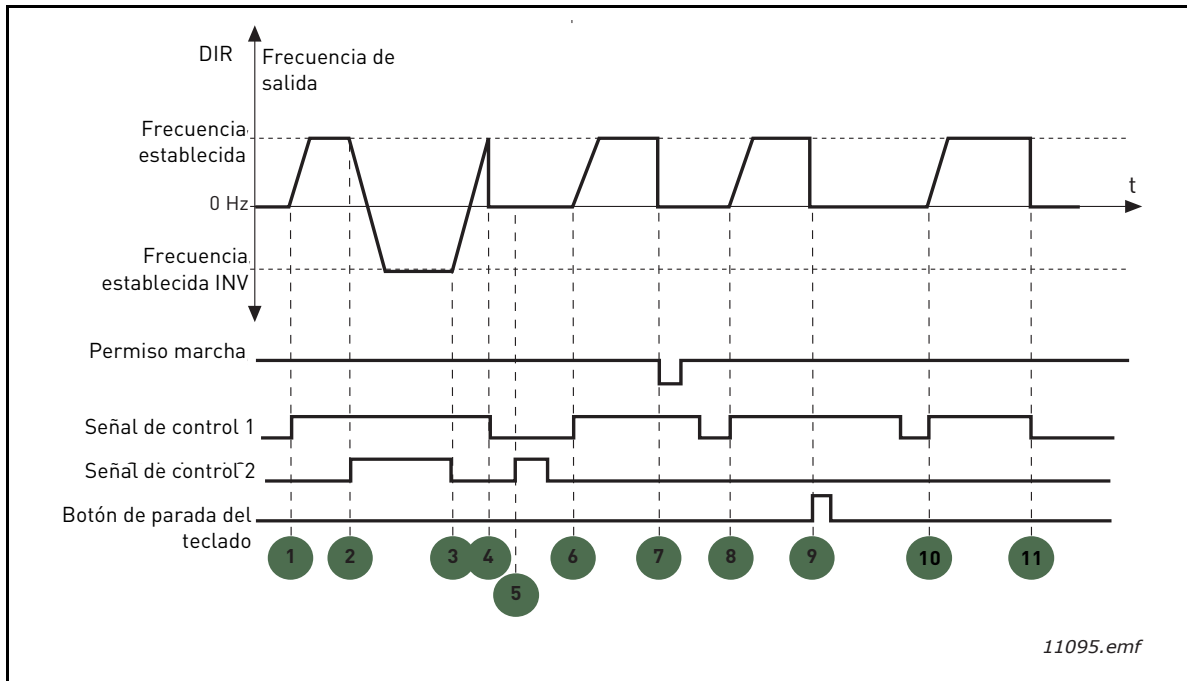 DIR
Frecuencia de
salida
Frecuencia
establecida
0 Hz
t
Frecuencia
establecida INV
Permiso marcha
Señal de control 1
Señal de control 2
Botón de parada del
teclado
1
2
3
4
5
6
7
8
9
10
11
11095.emf